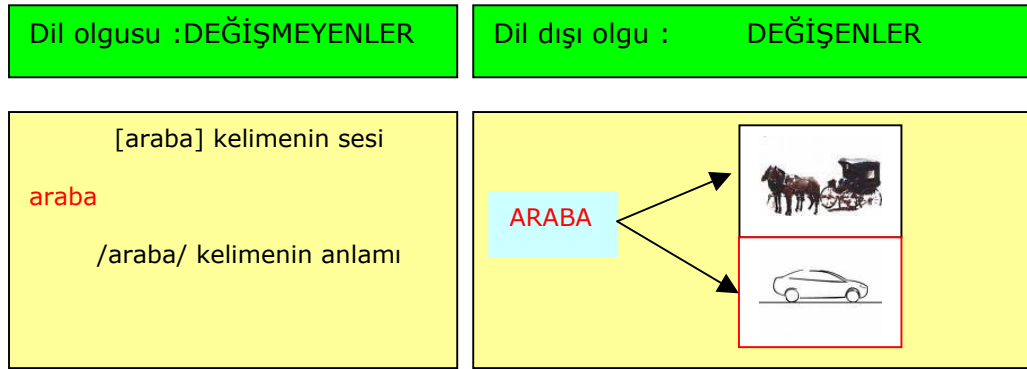 Dil olgusu :DEĞİŞMEYENLER
Dil dışı olgu : DEĞİŞENLER
[araba] kelimenin sesi
araba
/araba/ kelimenin anlamı
ARABA